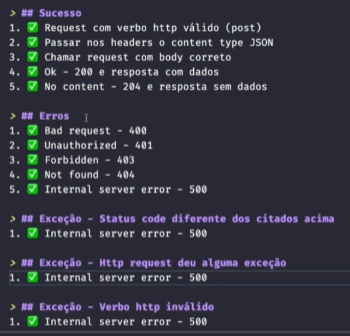 > ## Sucesso
1. ✅ Request com verbo http válido (post)
2. ✅ Passar nos headers o content type JSON
3. ✅ Chamar request com body correto
4. ✅ Ok - 200 e resposta com dados
5. ✅ No content - 204 e resposta sem dados
> ## Erros
1. ✅ Bad request - 400
2. ✅ Unauthorized - 401
3. ✅ Forbidden - 403
4. ✅ Not found - 404
5. ✅ Internal server error - 500
> ## Exceção - Status code diferente dos citados acima
1. ✅ Internal server error - 500
> ## Exceção - Http request deu alguma exceção
1. ✅ Internal server error - 500
> ## Exceção - Verbo http inválido
1. ✅ Internal server error - 500